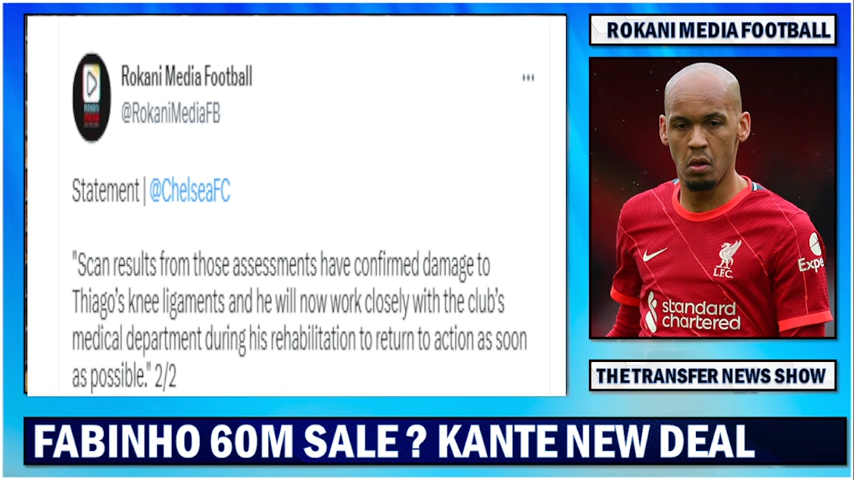 Rokani Media Football
@RokaniMediaFB
Statement | @ChelseaFC
"Scan results from those assessments have confirmed damage to
Thiago's knee ligaments and he will now work closely with the club's
medical department during his rehabilitation to return to action as soon
as possible." 2/2
ROKANI MEDIA FOOTBALL
L.F.C.
Expe
standard
chartered
THE TRANSFER NEWS SHOW
FABINHO 60M SALE ? KANTE NEW DEAL